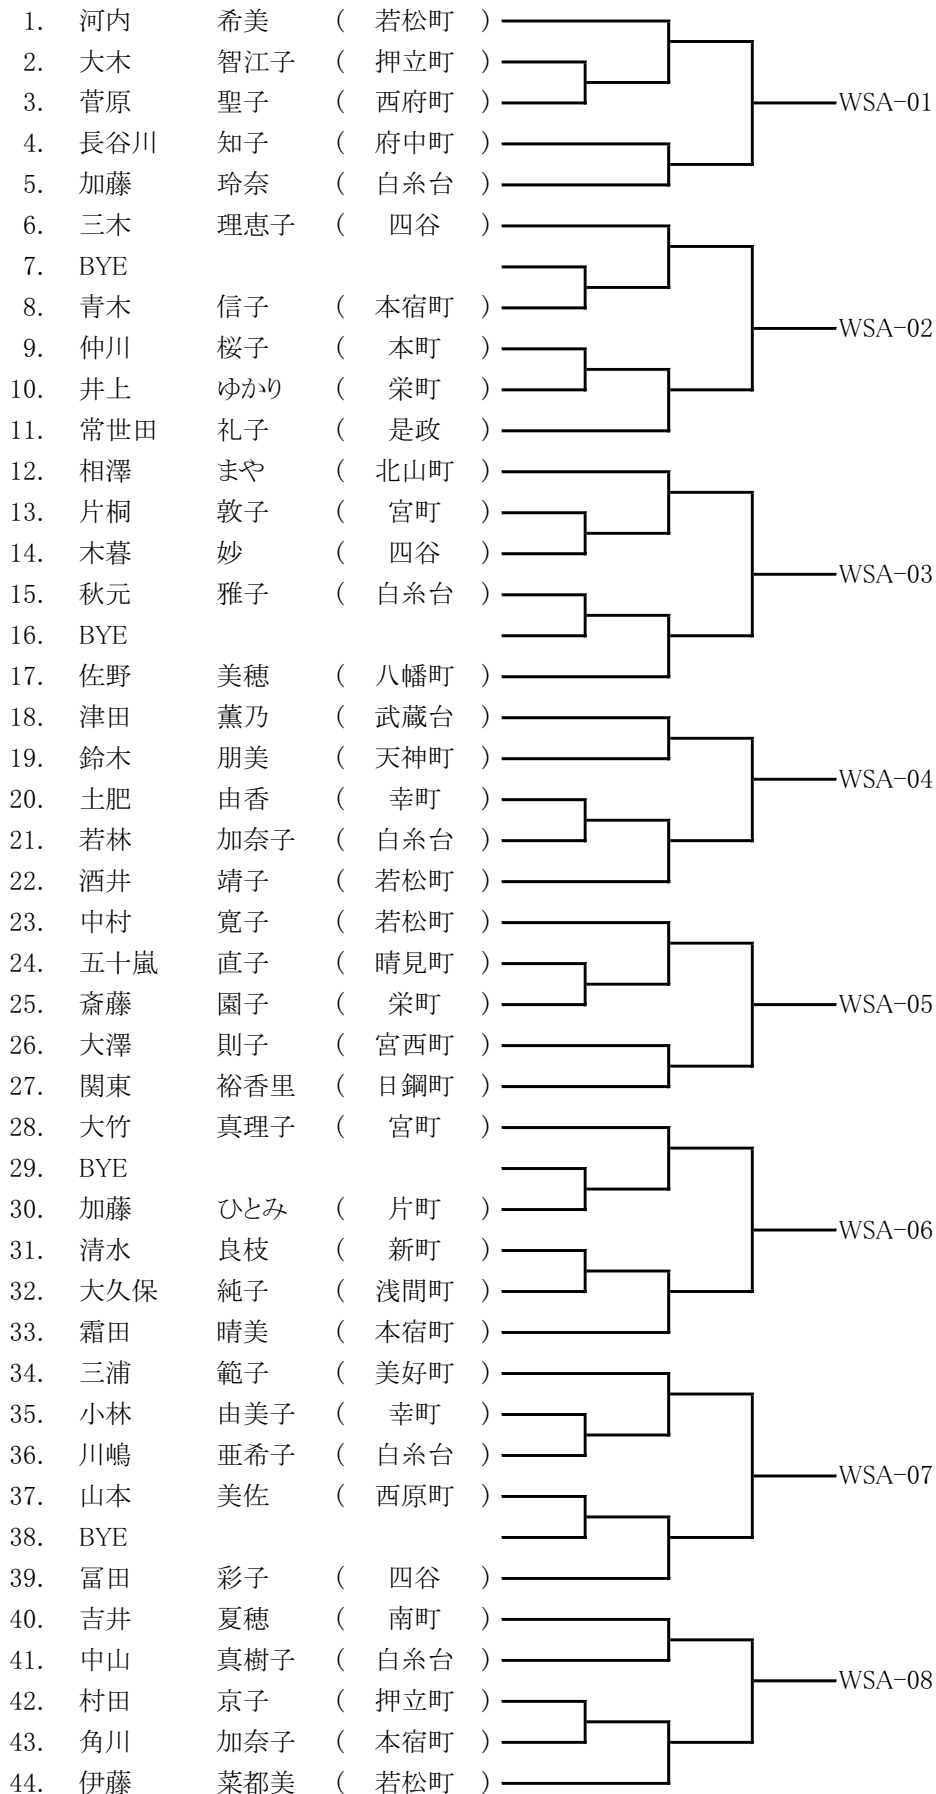 1. 河内 希美 ( 若松町 )
2. 大木 智江子 ( 押立町 )
3. 菅原 聖子 ( 西府町 ) WSA-01
4. 長谷川 知子 ( 府中町 )
5. 加藤 玲奈 ( 白糸台 )
6. 三木 理恵子 ( 四谷 )
7. BYE
8. 青木 信子 ( 本宿町 ) WSA-02
9. 仲川 桜子 ( 本町 )
10. 井上 ゆかり ( 栄町 )
11. 常世田 礼子 ( 是政 )
12. 相澤 まや ( 北山町 )
13. 片桐 敦子 ( 宮町 )
14. 木暮 妙 ( 四谷 ) WSA-03
15. 秋元 雅子 ( 白糸台 )
16. BYE
17. 佐野 美穂 ( 八幡町 )
18. 津田 薫乃 ( 武蔵台 )
19. 鈴木 朋美 ( 天神町 ) WSA-04
20. 土肥 由香 ( 幸町 )
21. 若林 加奈子 ( 白糸台 )
22. 酒井 靖子 ( 若松町 )
23. 中村 寛子 ( 若松町 )
24. 五十嵐 直子 ( 晴見町 )
25. 斎藤 園子 ( 栄町 ) WSA-05
26. 大澤 則子 ( 宮西町 )
27. 関東 裕香里 ( 日鋼町 )
28. 大竹 真理子 ( 宮町 )
29. BYE
30. 加藤 ひとみ ( 片町 ) WSA-06
31. 清水 良枝 ( 新町 )
32. 大久保 純子 ( 浅間町 )
33. 霜田 晴美 ( 本宿町 )
34. 三浦 範子 ( 美好町 )
35. 小林 由美子 ( 幸町 )
36. 川嶋 亜希子 ( 白糸台 ) WSA-07
37. 山本 美佐 ( 西原町 )
38. BYE
39. 冨田 彩子 ( 四谷 )
40. 吉井 夏穂 ( 南町 )
41. 中山 真樹子 ( 白糸台 ) WSA-08
42. 村田 京子 ( 押立町 )
43. 角川 加奈子 ( 本宿町 )
44. 伊藤 菜都美 ( 若松町 )